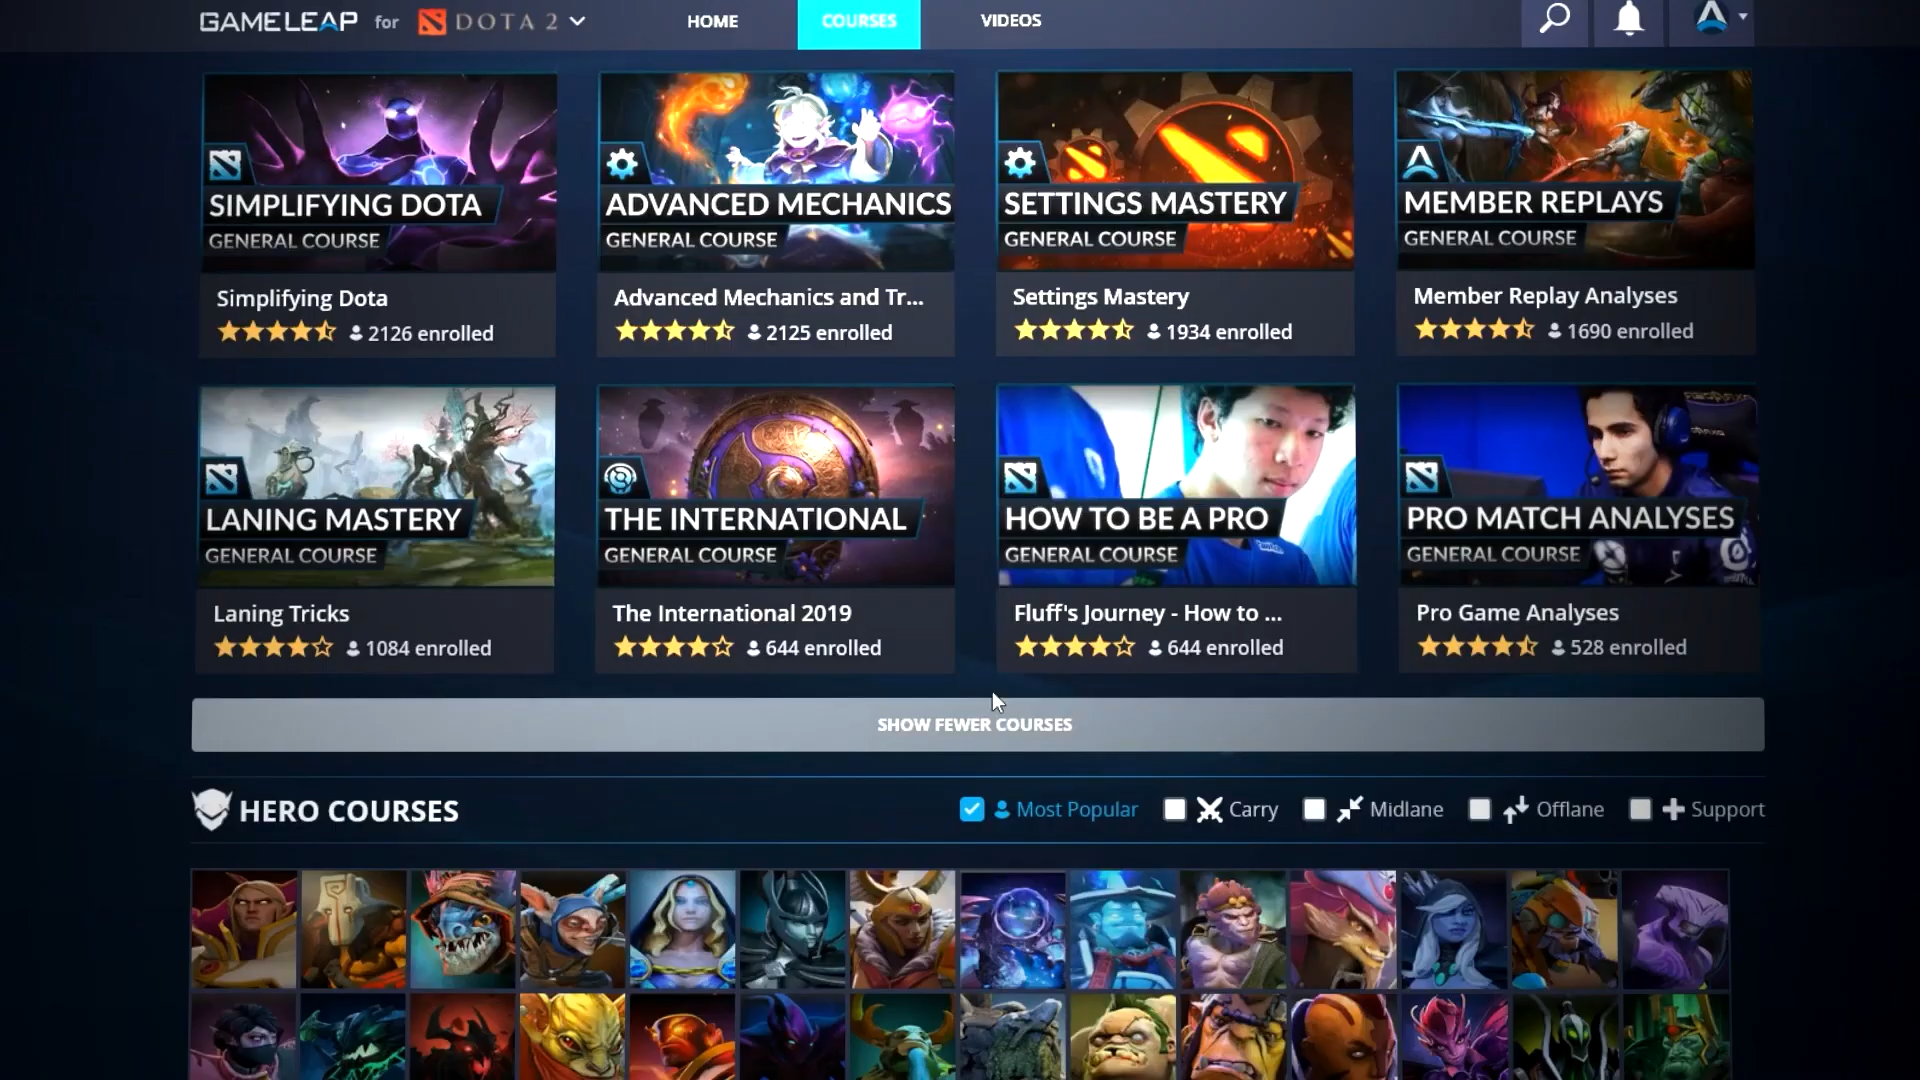 GAMELEAP for DOTA 2
HOME
COURSES
VIDEOS
SIMPLIFYING DOTA
GENERAL COURSE
Simplifying Dota
2126 enrolled
ADVANCED MECHANICS
GENERAL COURSE
Advanced Mechanics and Tr...
2125 enrolled
SETTINGS MASTERY
GENERAL COURSE
Settings Mastery
1934 enrolled
MEMBER REPLAYS
GENERAL COURSE
Member Replay Analyses
1690 enrolled
LANING MASTERY
GENERAL COURSE
Laning Tricks
1084 enrolled
THE INTERNATIONAL
GENERAL COURSE
The International 2019
644 enrolled
HOW TO BE A PRO
GENERAL COURSE
Fluff's Journey - How to ...
644 enrolled
PRO MATCH ANALYSES
GENERAL COURSE
Pro Game Analyses
528 enrolled
SHOW FEWER COURSES
HERO COURSES
Most Popular
Carry
Midlane
Offlane
Support